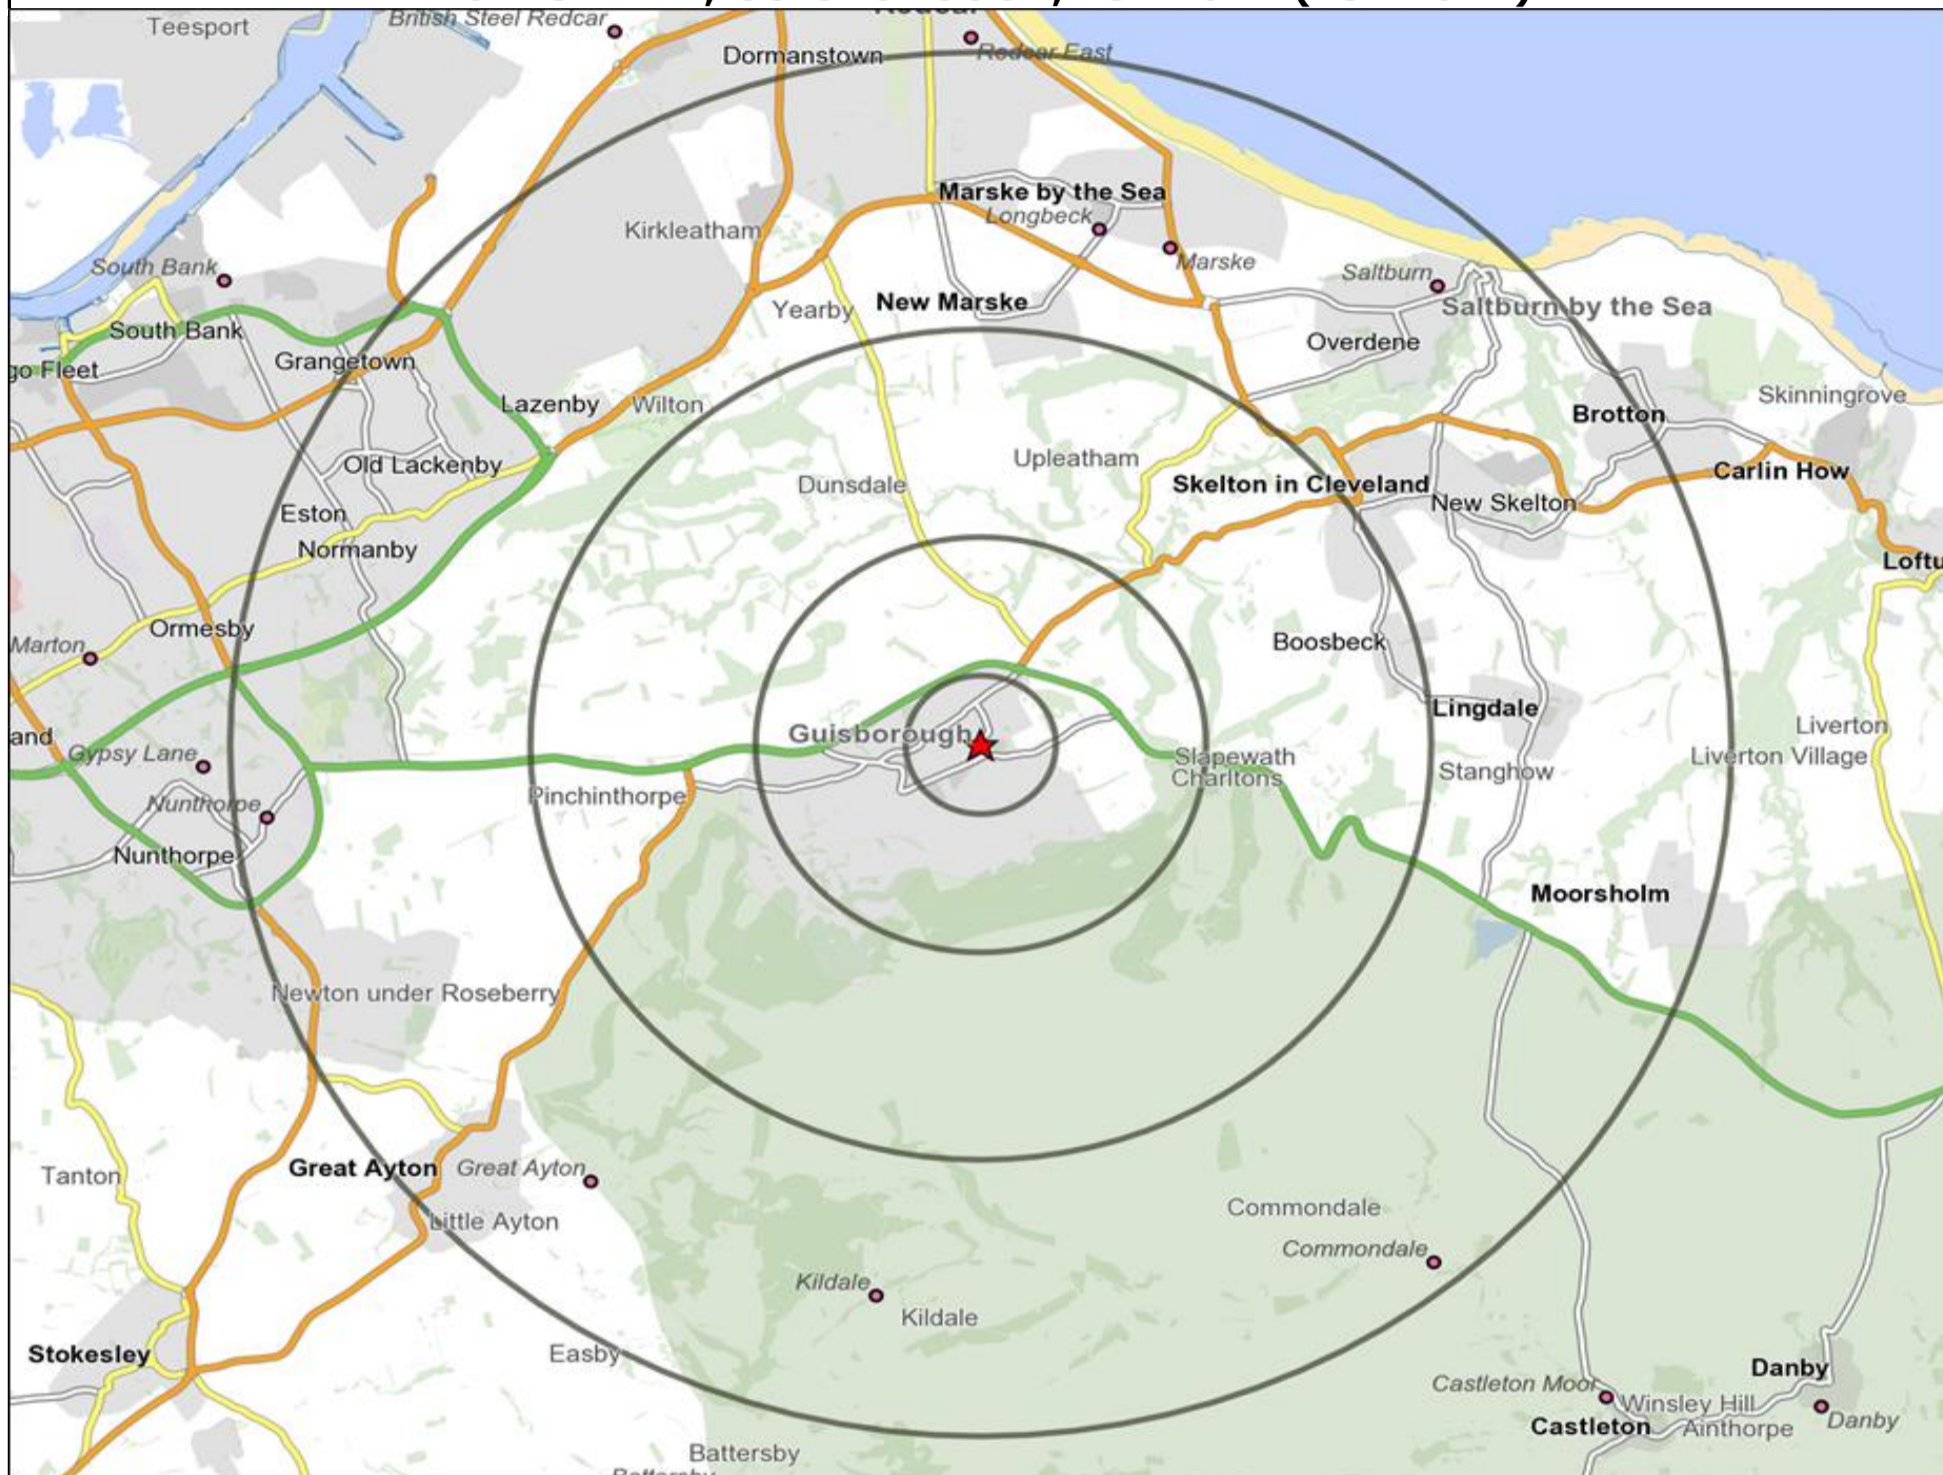 British Steel Redcar
Teesport
Redcar
Dormanstown
Redcar East
Marske by the Sea
Longbeck
Kirkleatham
Marske
South Bank
Saltburn
Yearby
New Marske
Saltburn by the Sea
South Bank
Overdene
Grangetown
go Fleet
Skinningrove
Lazenby
Wilton
Brotton
Upleatham
Old Lackenby
Carlin How
Dunsdale
Skelton in Cleveland
New Skelton
Eston
Normanby
Loftu
Ormesby
Marton
Boosbeck
Lingdale
Liverton
and
Guisborough
Gypsy Lane
Slapewath
Liverton Village
Charltons
Stanghow
Pinchinthorpe
Nunthorpe
Nunthorpe
Moorsholm
Newton under Roseberry
Great Ayton
Great Ayton
Tanton
Commondale
Little Ayton
Commondale
Kildale
Kildale
Stokesley
Easby
Danby
Castleton Moor
Winsley Hill
Danby
Castleton
Ainthorpe
Battersby
Battersby